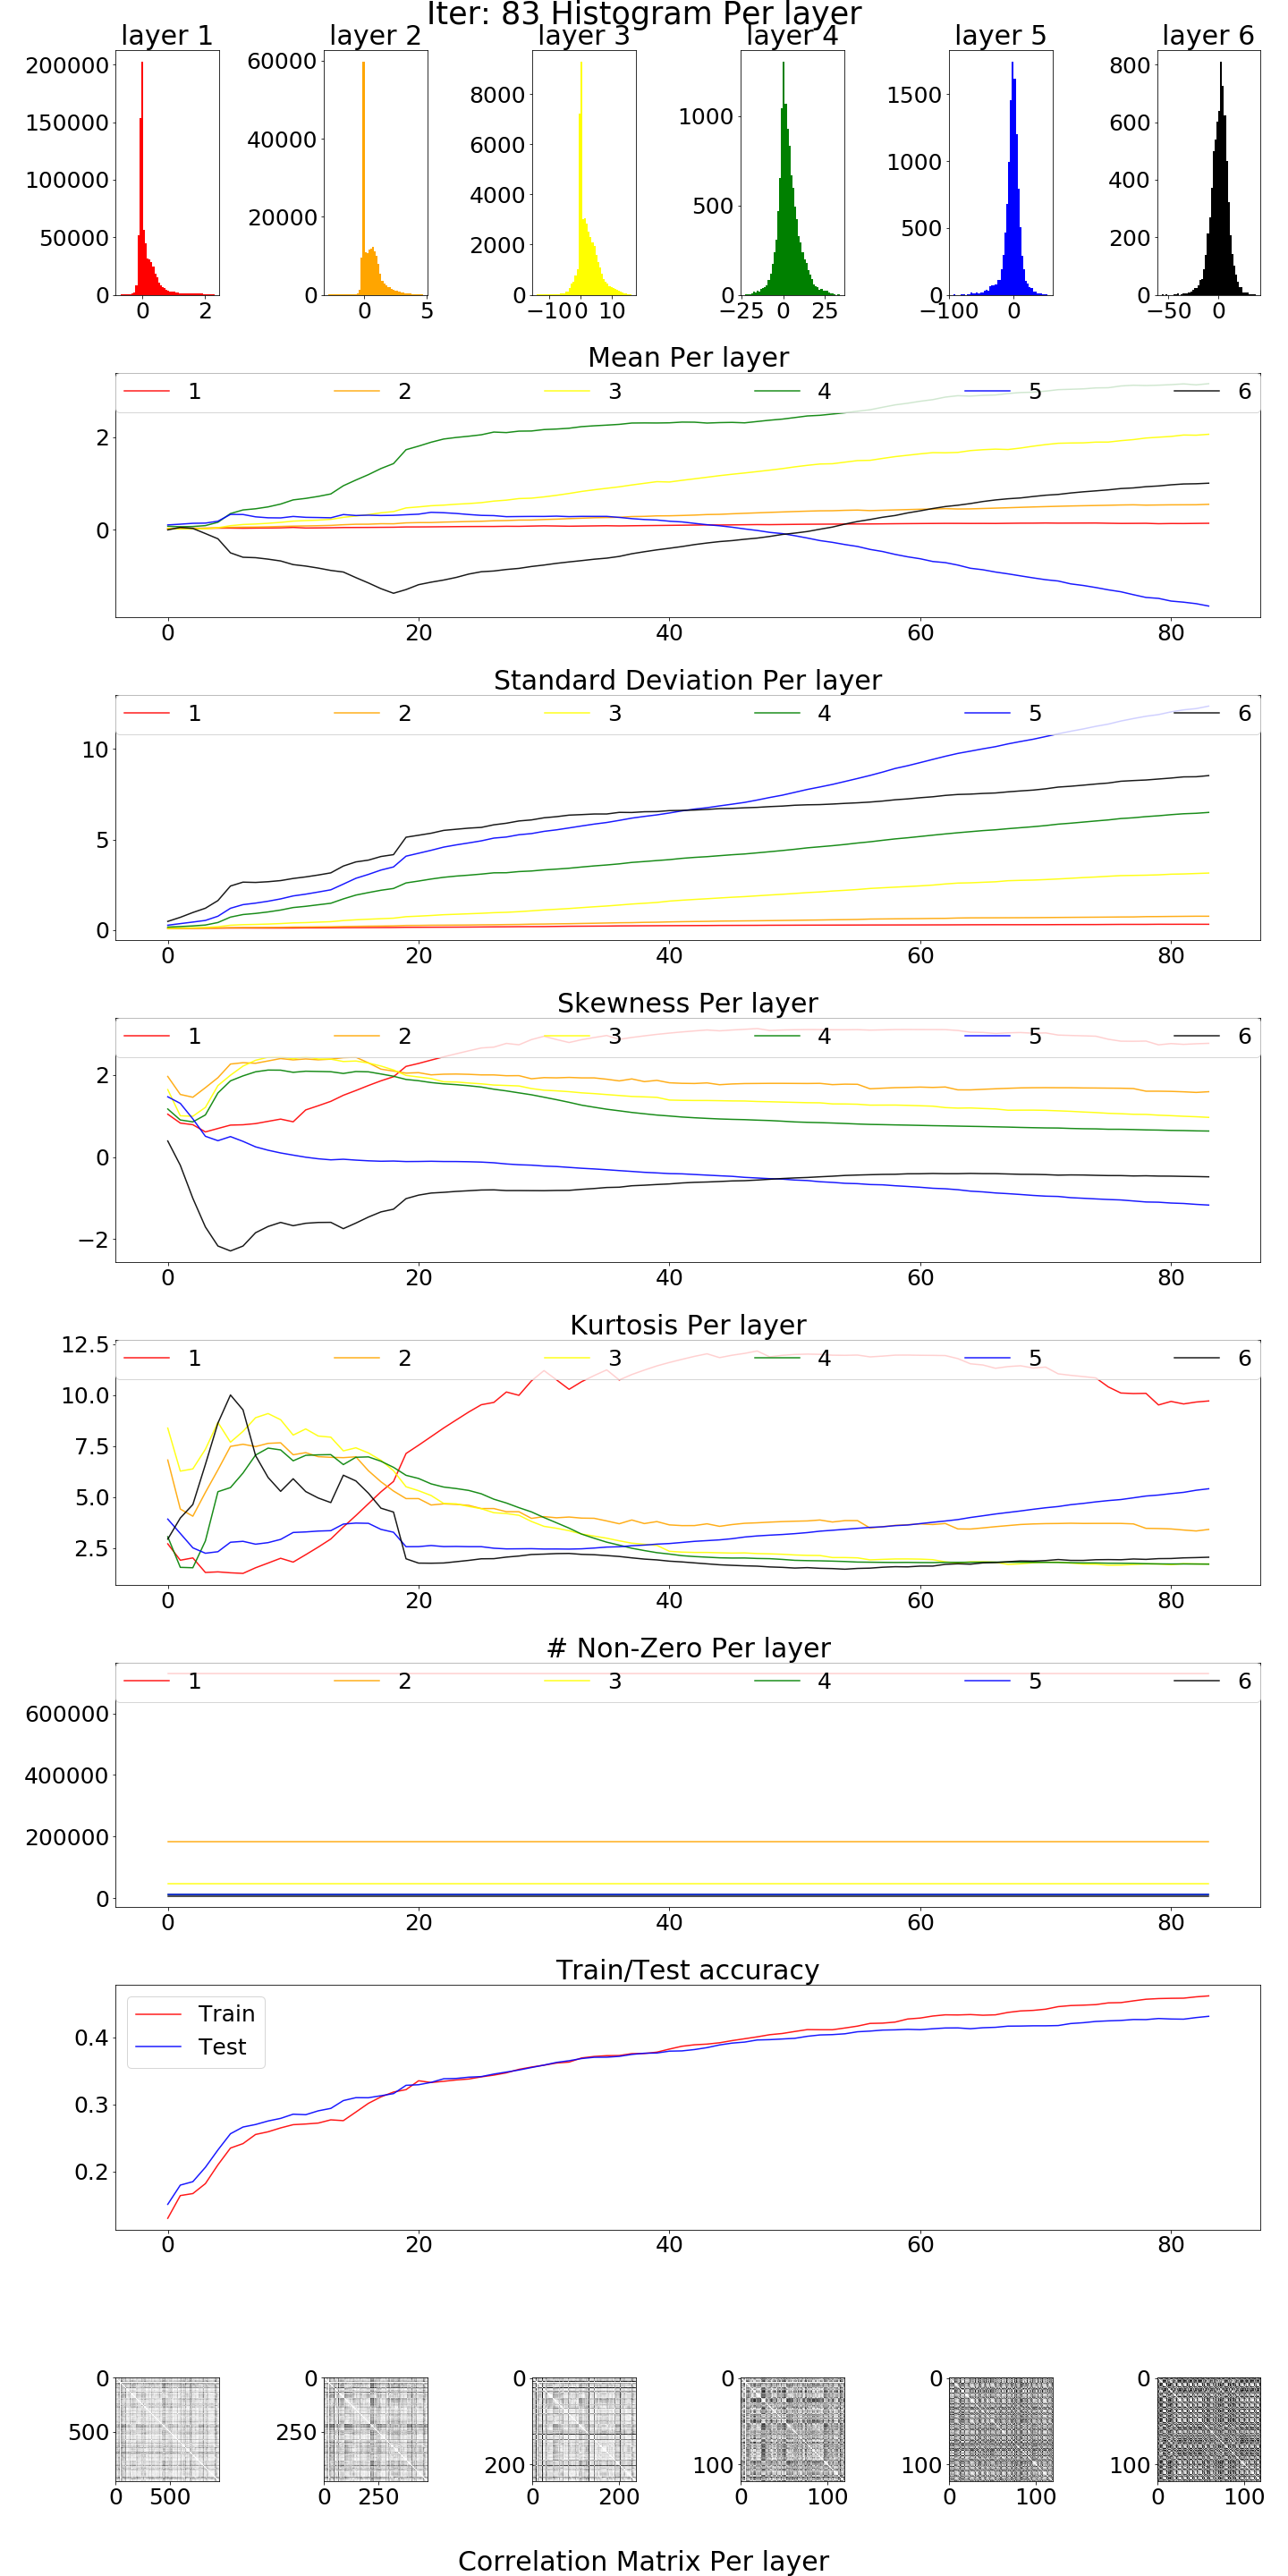 Iter: 83 Histogram Per layer
layer 1 layer 2 layer 3 layer 4 layer 5 layer 6
200000 150000 100000 50000 0
0 2
60000 40000 20000 0
0 5
8000 6000 4000 2000 0
−10 0 10
1000 500 0
−25 0 25
1500 1000 500 0
−100 0
800 600 400 200 0
−50 0
Mean Per layer
1 2 3 4 5 6
2
0
0 20 40 60 80
Standard Deviation Per layer
1 2 3 4 5 6
10
5
0
0 20 40 60 80
Skewness Per layer
1 2 3 4 5 6
2
0
−2
0 20 40 60 80
Kurtosis Per layer
12.5
1 2 3 4 5 6
10.0
7.5
5.0
2.5
0 20 40 60 80
# Non-Zero Per layer
1 2 3 4 5 6
600000
400000
200000
0
0 20 40 60 80
Train/Test accuracy
Train
Test
0.4
0.3
0.2
0 20 40 60 80
0 500
0 500
0 250
0 250
0 200
0 200
0 100
0 100
0 100
0 100
0 100
0 100
Correlation Matrix Per layer